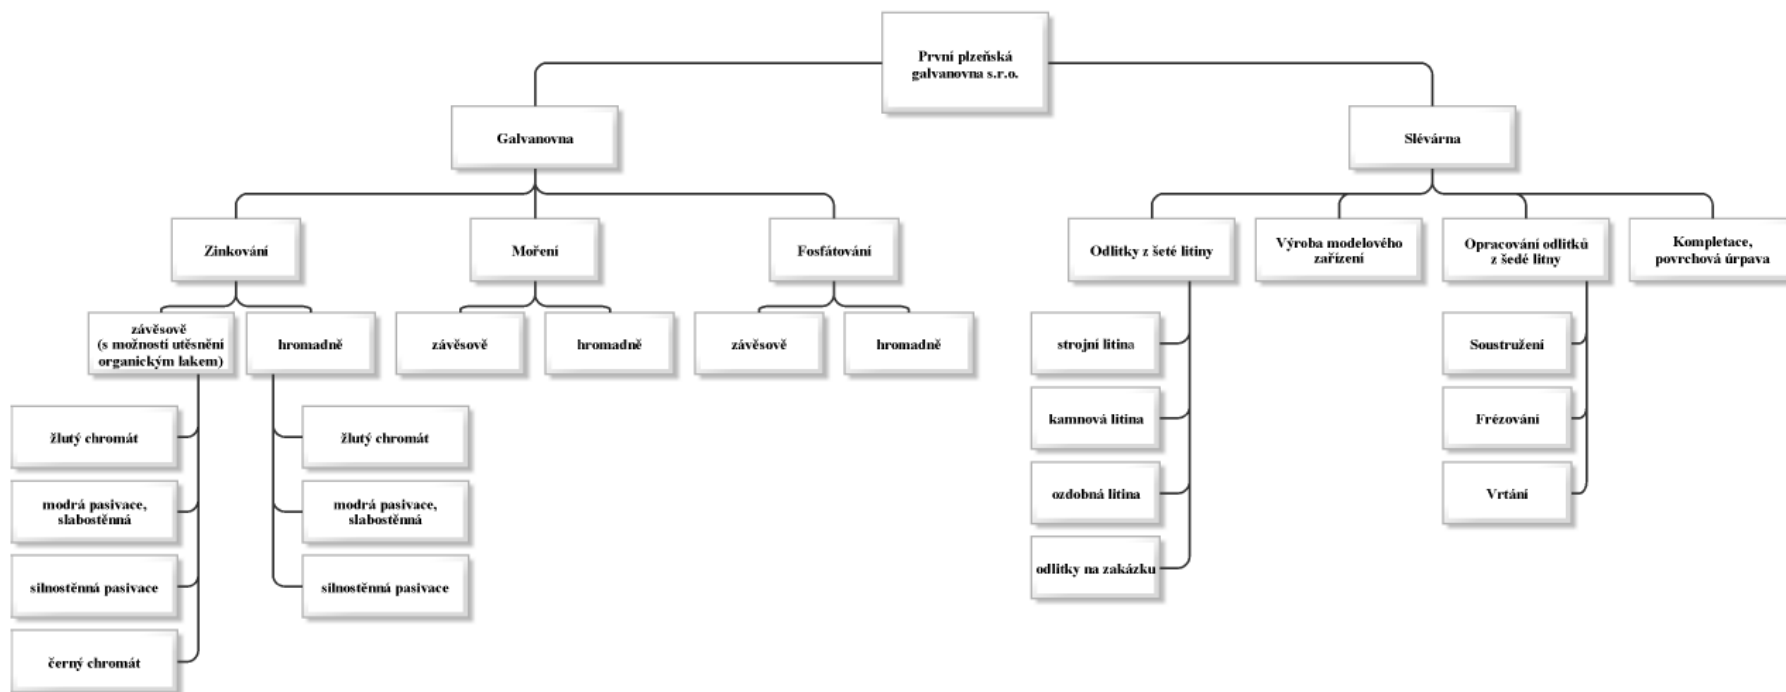 První plzeňská
galvanovna s.r.o.
Galvanovna
Slévárna
Zinkování
Moření
Fosfátování
Odlitky z šeté litiny
Výroba modelového
zařízení
Opracování odlitků
z šedé litny
Kompletace,
povrchová úrpava
závěsově
(s možností utěsnění
organickým lakem)
hromadně
závěsově
hromadně
závěsově
hromadně
strojní litina
Soustružení
kamnová litina
Frézování
ozdobná litina
Vrtání
odlitky na zakázku
žlutý chromát
modrá pasivace,
slabostěnná
silnostěnná pasivace
černý chromát
žlutý chromát
modrá pasivace,
slabostěnná
silnostěnná pasivace